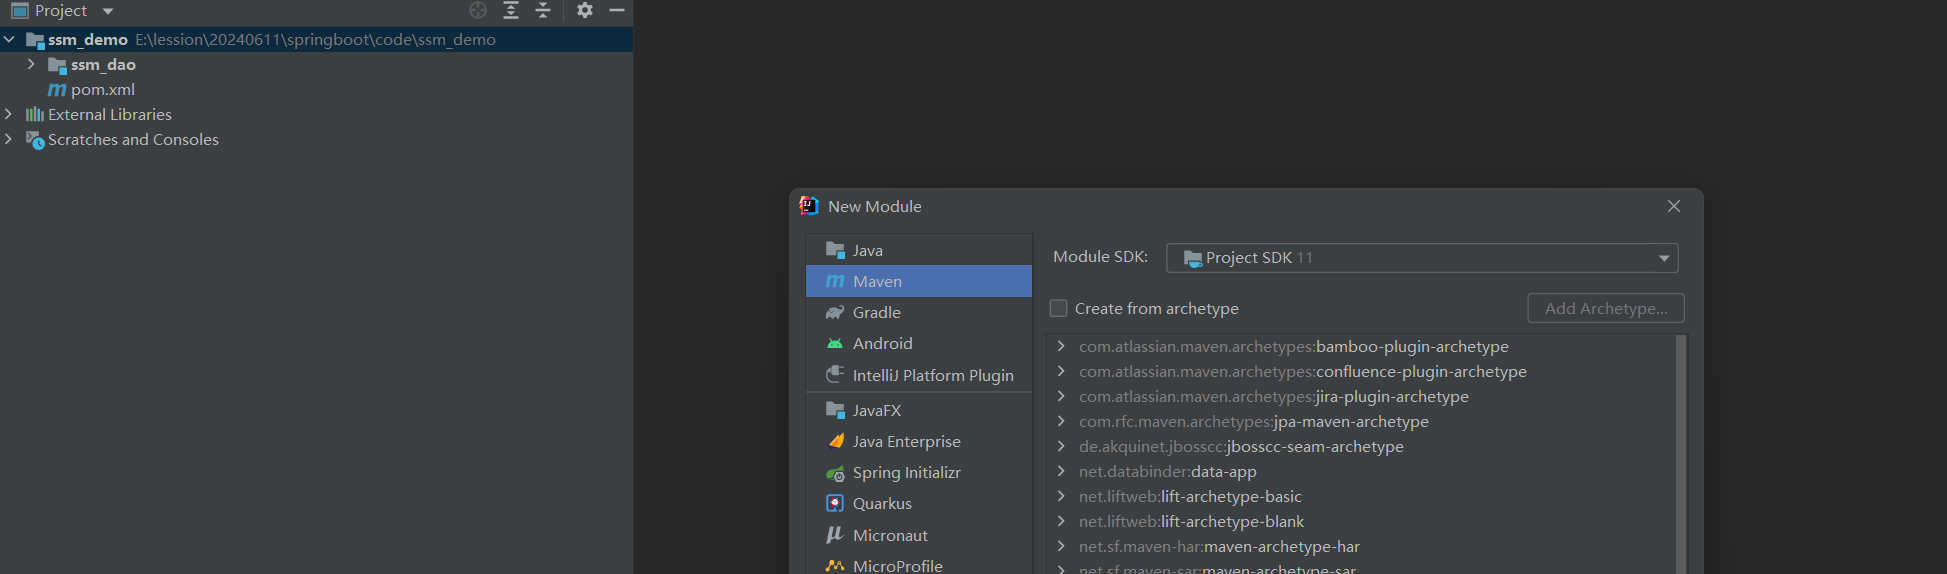 Project
ssm_demo E:\lession\20240611\springboot\code\ssm_demo
ssm_dao
pom.xml
External Libraries
Scratches and Consoles
New Module
Java
Maven
Gradle
Android
IntelliJ Platform Plugin
JavaFX
Java Enterprise
Spring Initializr
Quarkus
Micronaut
MicroProfile
Module SDK: Project SDK 11
Create from archetype Add Archetype...
com.atlassian.maven.archetypes:bamboo-plugin-archetype
com.atlassian.maven.archetypes:confluence-plugin-archetype
com.atlassian.maven.archetypes:jira-plugin-archetype
com.rfc.maven.archetypes:jpa-maven-archetype
de.akquinet.jbosscc:jbosscc-seam-archetype
net.databinder:data-app
net.liftweb:lift-archetype-basic
net.liftweb:lift-archetype-blank
net.sf.maven-har:maven-archetype-har
net.sf.maven-sar:maven-archetype-sar